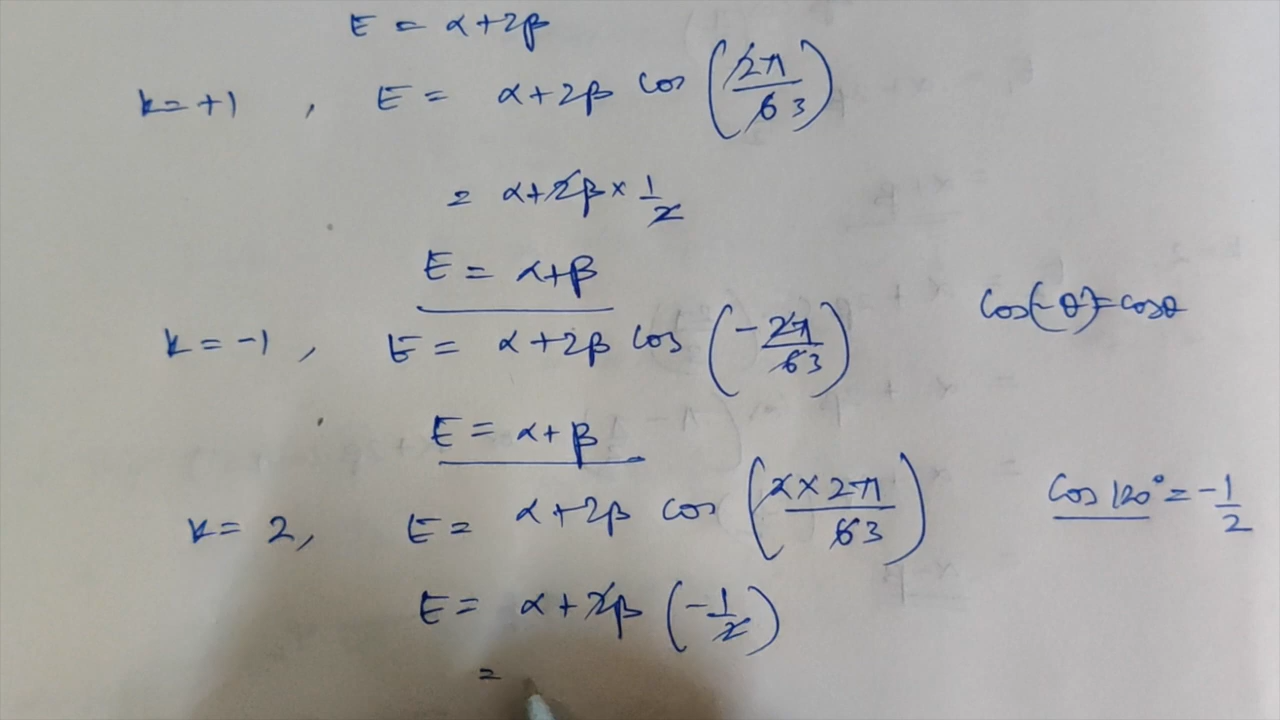 E = α+2β
k=+1, E = α+2β cos (2π/6 3)
= α+2β × 1/2
E = α+β
k=-1, E = α+2β cos (-2π/6 3) cos(-θ)=cosθ
E = α+β
k=2, E = α+2β cos (2×2π/6 3) cos 120°=-1/2
E = α+2β (-1/2)
=